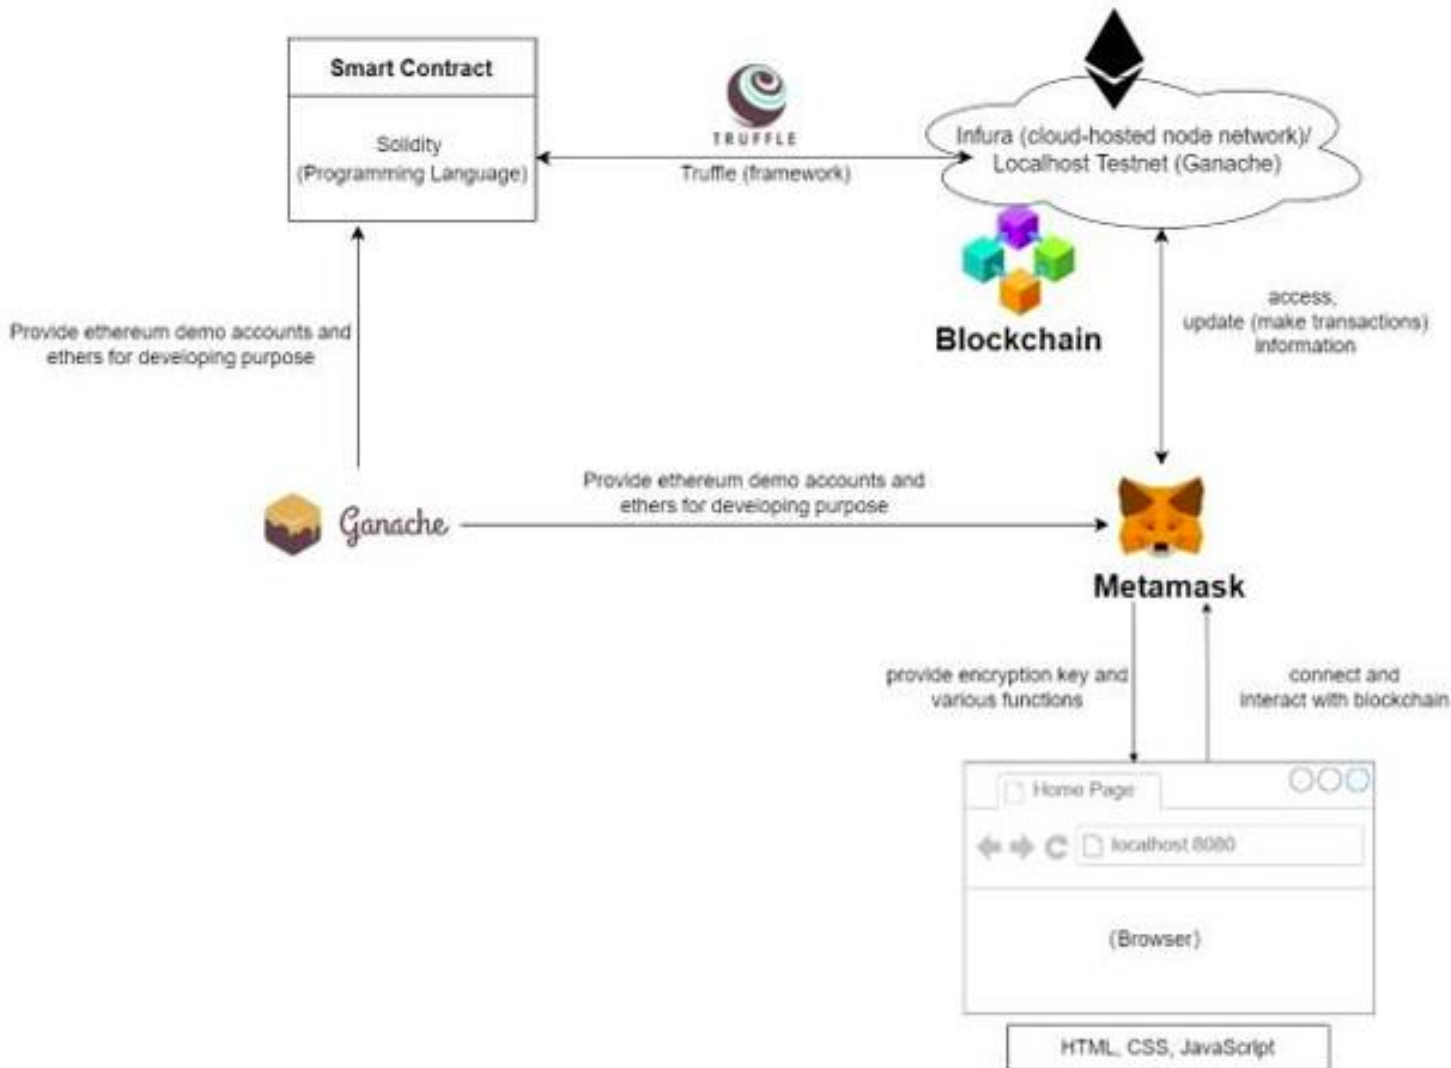 Smart Contract
Solidity
(Programming Language)
TRUFFLE
Truffle (framework)
Infura (cloud-hosted node network)/
Localhost Testnet (Ganache)
Blockchain
access,
update (make transactions)
information
Provide ethereum demo accounts and
ethers for developing purpose
Ganache
Provide ethereum demo accounts and
ethers for developing purpose
Metamask
provide encryption key and
various functions
connect and
interact with blockchain
Home Page
localhost:8080
(Browser)
HTML, CSS, JavaScript